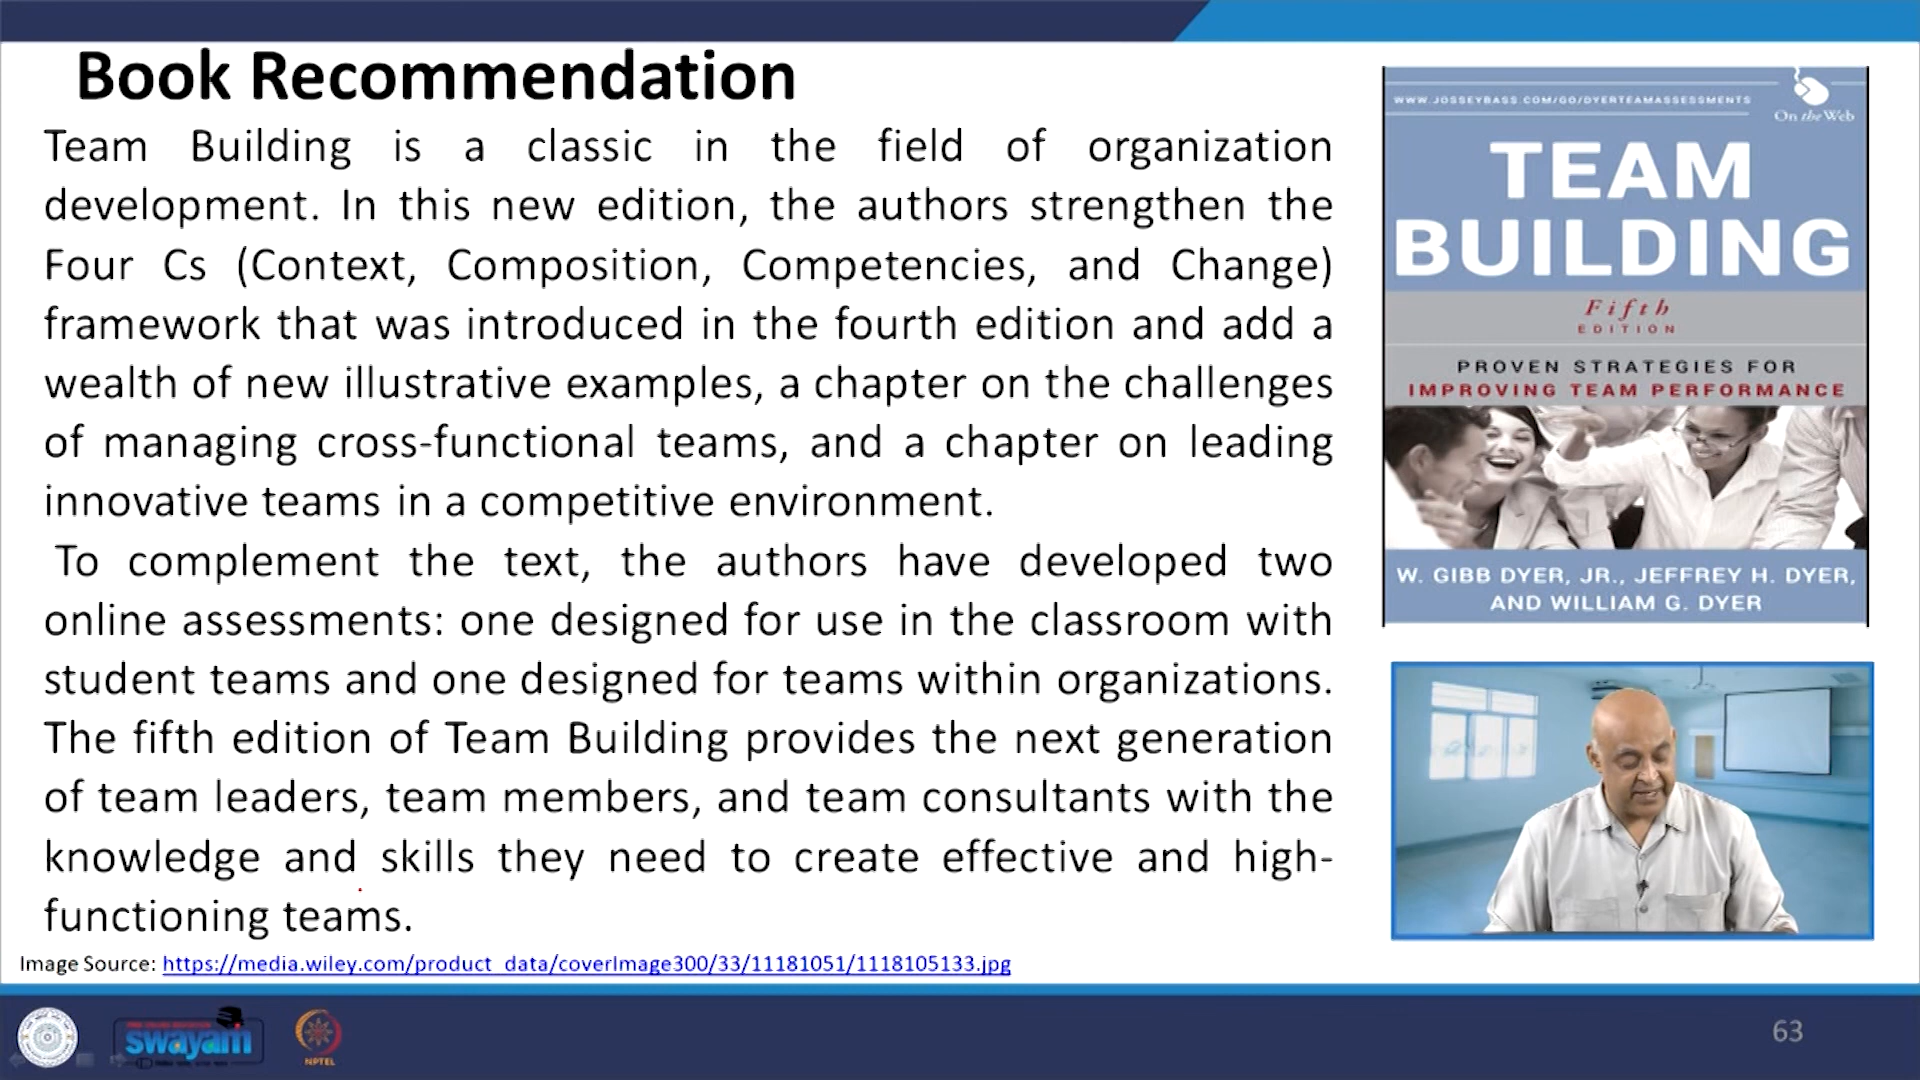 Book Recommendation
Team Building is a classic in the field of organization
development. In this new edition, the authors strengthen the
Four Cs (Context, Composition, Competencies, and Change)
framework that was introduced in the fourth edition and add a
wealth of new illustrative examples, a chapter on the challenges
of managing cross-functional teams, and a chapter on leading
innovative teams in a competitive environment.
To complement the text, the authors have developed two
online assessments: one designed for use in the classroom with
student teams and one designed for teams within organizations.
The fifth edition of Team Building provides the next generation
of team leaders, team members, and team consultants with the
knowledge and skills they need to create effective and high-
functioning teams.
Image Source: https://media.wiley.com/product_data/coverImage300/33/11181051/1118105133.jpg
WWW.JOSSEYBASS.COM/GO/DYERTEAMASSESSMENTS
On the Web
TEAM
BUILDING
Fifth
EDITION
PROVEN STRATEGIES FOR
IMPROVING TEAM PERFORMANCE
W. GIBB DYER, JR., JEFFREY H. DYER,
AND WILLIAM G. DYER
swayam
NPTEL
63